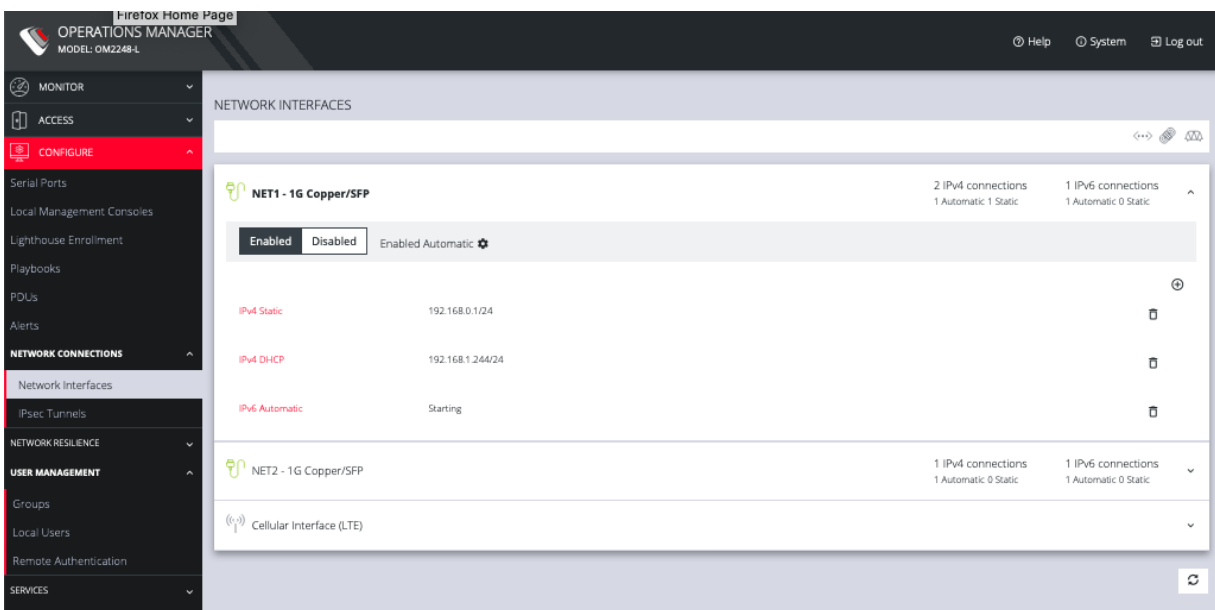 Firefox Home Page
OPERATIONS MANAGER
MODEL: OM2248-L
Help
System
Log out
MONITOR
ACCESS
CONFIGURE
Serial Ports
Local Management Consoles
Lighthouse Enrollment
Playbooks
PDUs
Alerts
NETWORK CONNECTIONS
Network Interfaces
IPsec Tunnels
NETWORK RESILIENCE
USER MANAGEMENT
Groups
Local Users
Remote Authentication
SERVICES
NETWORK INTERFACES
NET1 - 1G Copper/SFP
2 IPv4 connections
1 Automatic 1 Static
1 IPv6 connections
1 Automatic 0 Static
Enabled
Disabled
Enabled Automatic
IPv4 Static
192.168.0.1/24
IPv4 DHCP
192.168.1.244/24
IPv6 Automatic
Starting
NET2 - 1G Copper/SFP
1 IPv4 connections
1 Automatic 0 Static
1 IPv6 connections
1 Automatic 0 Static
Cellular Interface (LTE)